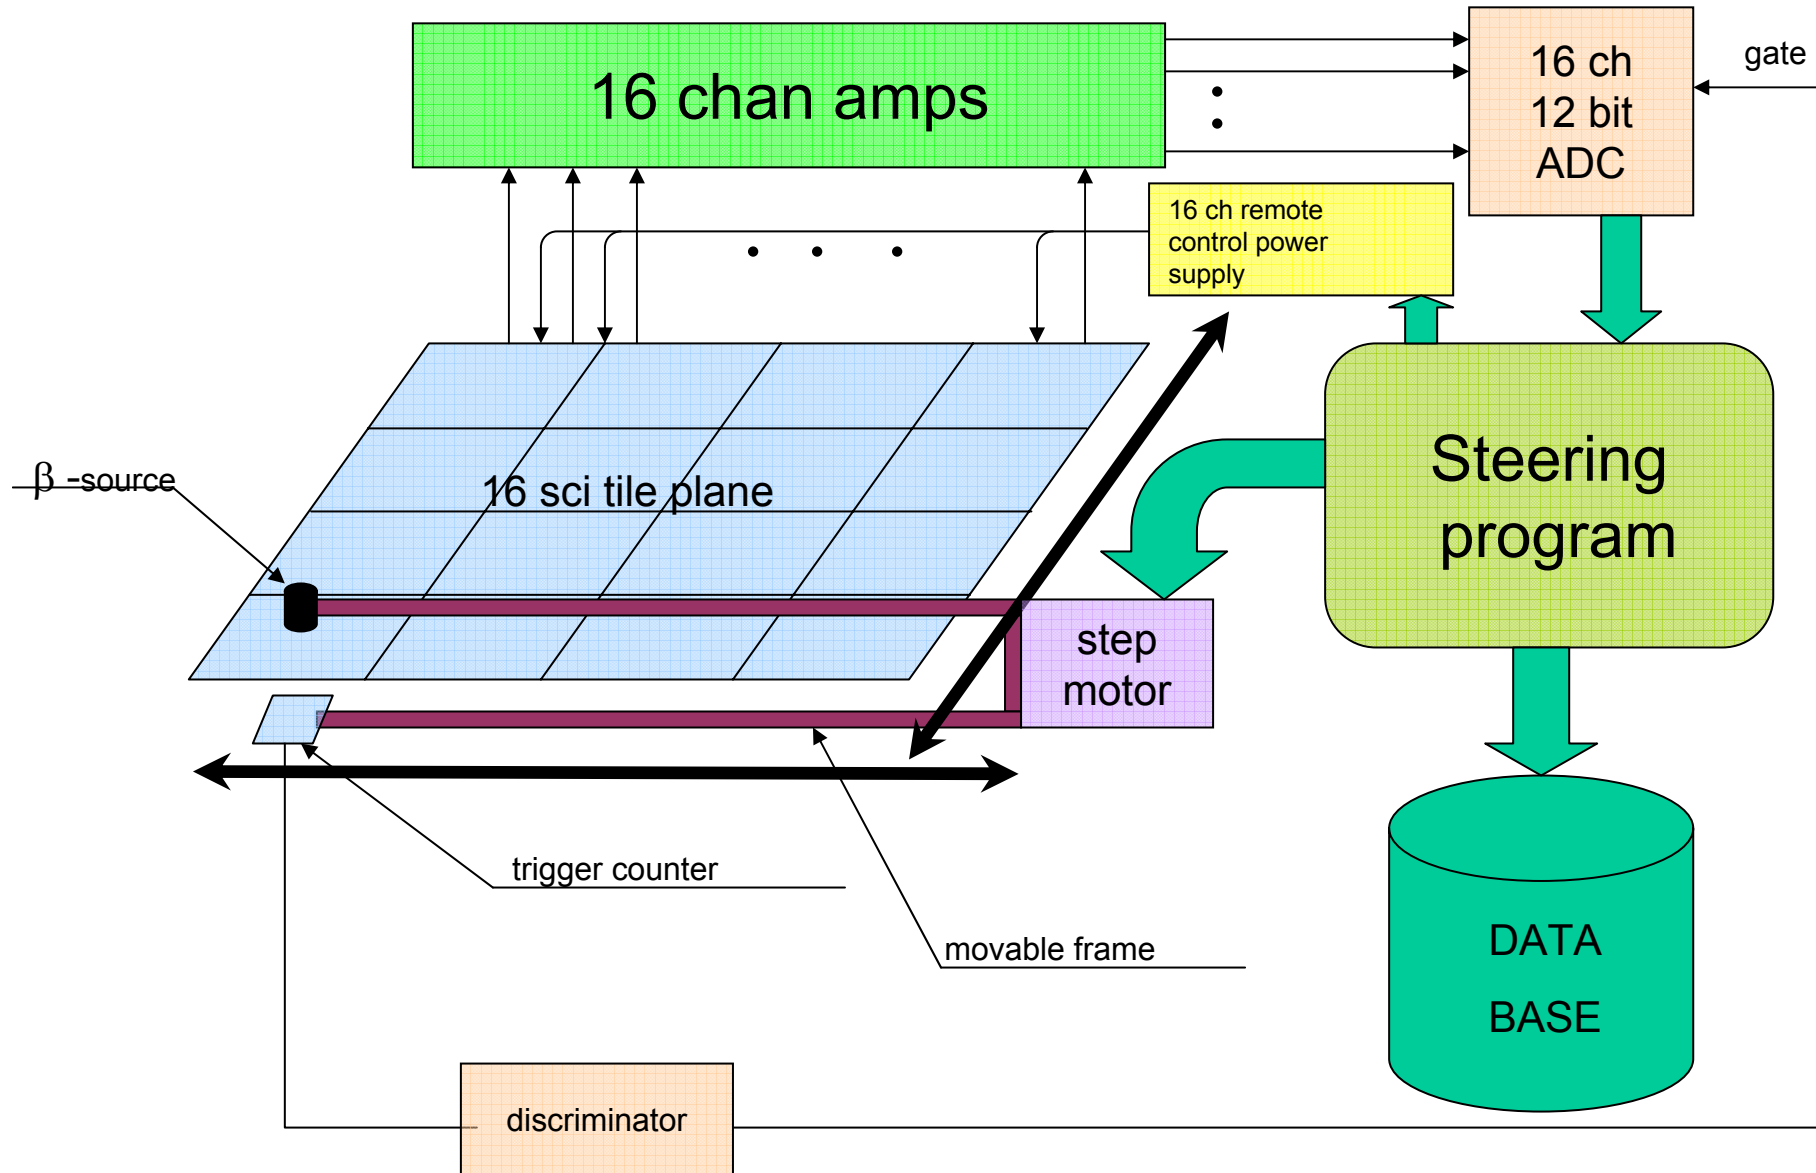 16 chan amps
16 ch
12 bit
ADC
gate
16 ch remote
control power
supply
β -source
16 sci tile plane
Steering
program
step
motor
trigger counter
movable frame
DATA
BASE
discriminator